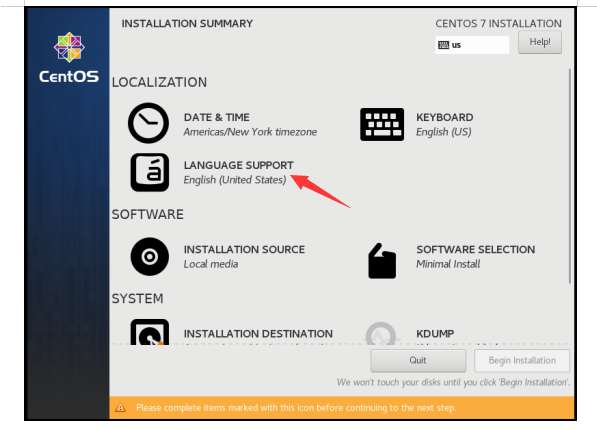 INSTALLATION SUMMARY
CENTOS 7 INSTALLATION
us
Help!
CentOS
LOCALIZATION
DATE & TIME
Americas/New York timezone
KEYBOARD
English (US)
LANGUAGE SUPPORT
English (United States)
SOFTWARE
INSTALLATION SOURCE
Local media
SOFTWARE SELECTION
Minimal Install
SYSTEM
INSTALLATION DESTINATION
KDUMP
Quit
Begin Installation
We won't touch your disks until you click 'Begin Installation'.
Please complete items marked with this icon before continuing to the next step.